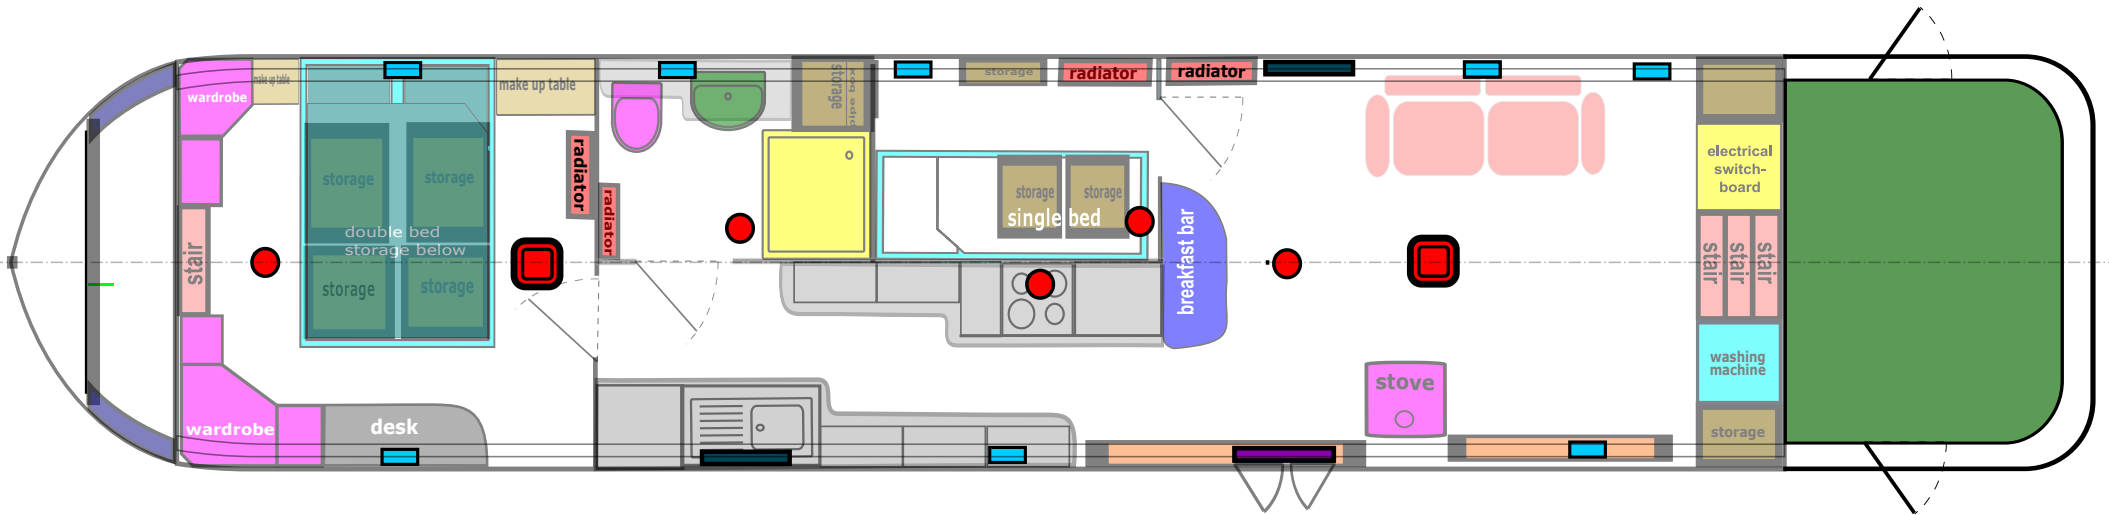 wardrobe
make up table
make up table
storage
pipe box
storage
radiator
radiator
storage
storage
double bed
storage below
storage
storage
radiator
radiator
storage
storage
single bed
breakfast bar
electrical
switch-
board
stair
stair
stair
stair
washing
machine
stove
storage
wardrobe
desk